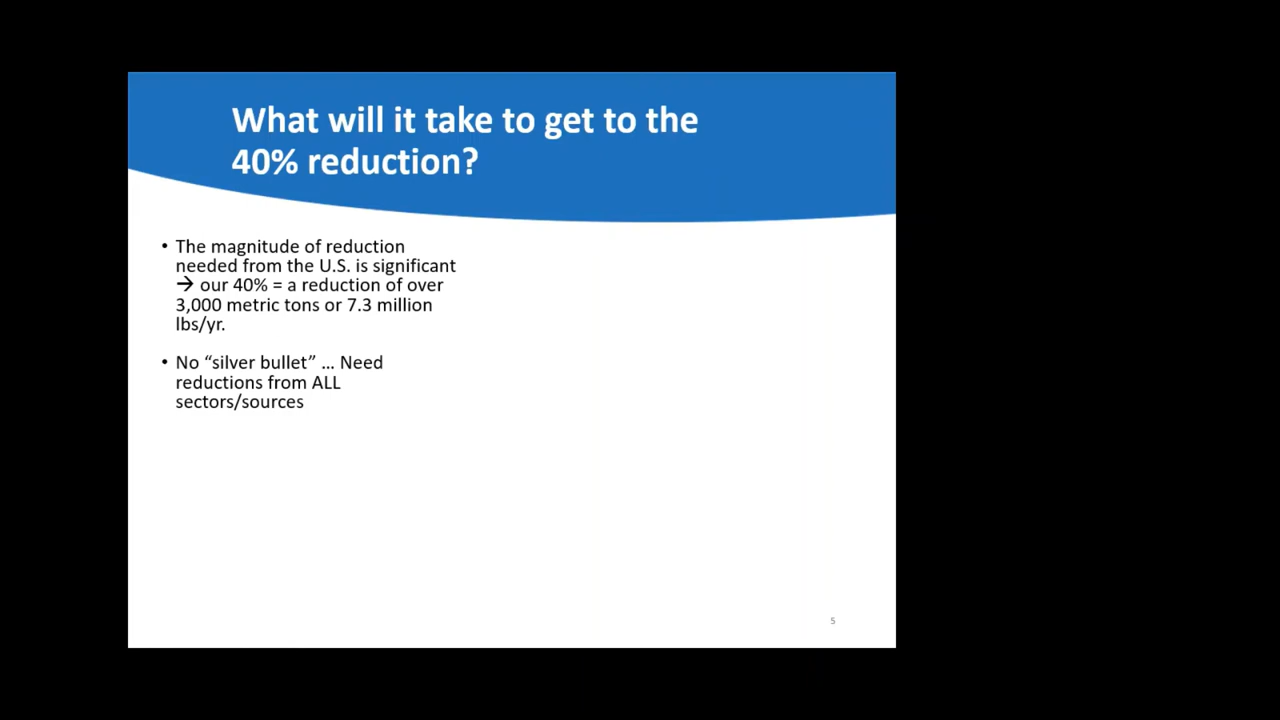 What will it take to get to the
40% reduction?
• The magnitude of reduction
needed from the U.S. is significant
→ our 40% = a reduction of over
3,000 metric tons or 7.3 million
lbs/yr.
• No “silver bullet” … Need
reductions from ALL
sectors/sources
5